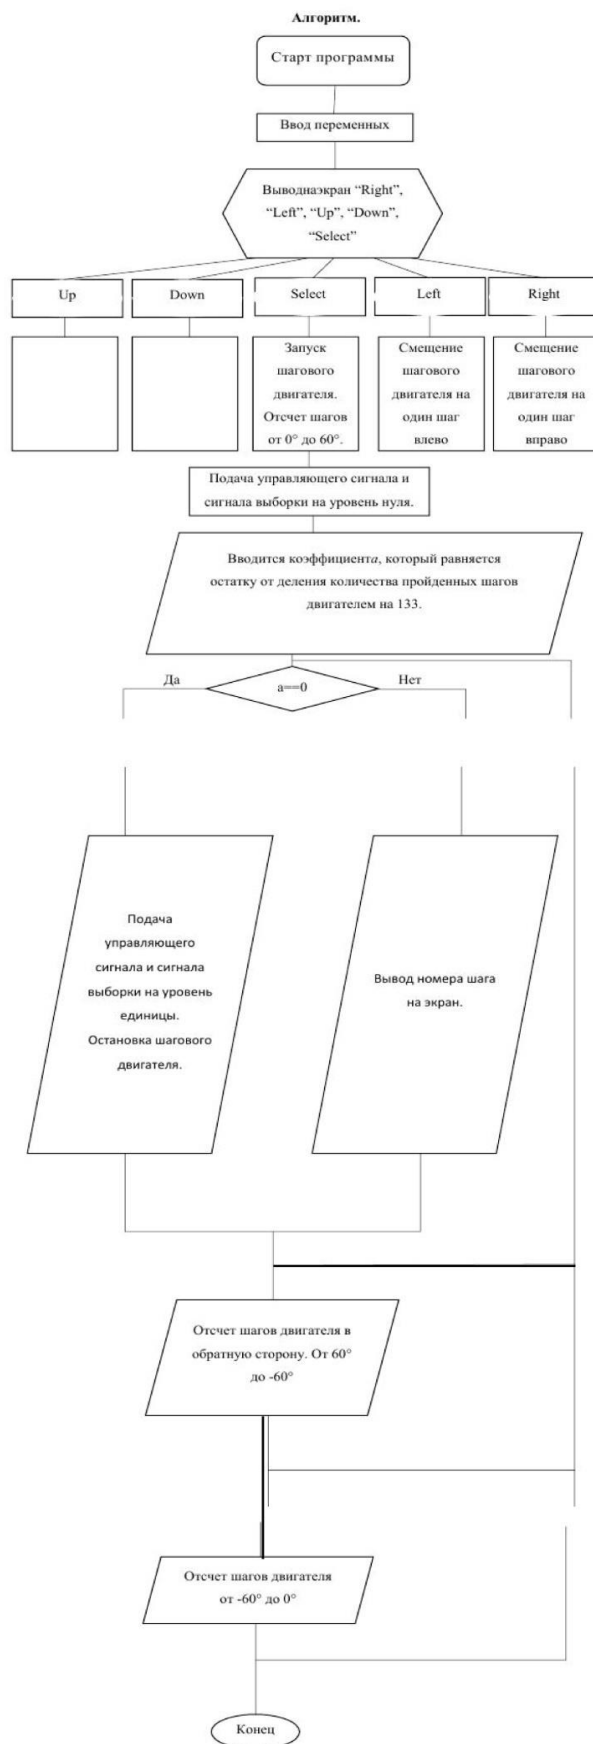 Алгоритм.
Старт программы
Ввод переменных
Выводнаэкран “Right”,
“Left”, “Up”, “Down”,
“Select”
Up
Down
Select
Left
Right
Запуск
шагового
двигателя.
Отсчет шагов
от 0° до 60°.
Смещение
шагового
двигателя на
один шаг
влево
Смещение
шагового
двигателя на
один шаг
вправо
Подача управляющего сигнала и
сигнала выборки на уровень нуля.
Вводится коэффициентa, который равняется
остатку от деления количества пройденных шагов
двигателем на 133.
Да
a==0
Нет
Подача
управляющего
сигнала и сигнала
выборки на уровень
единицы.
Остановка шагового
двигателя.
Вывод номера шага
на экран.
Отсчет шагов двигателя в
обратную сторону. От 60°
до -60°
Отсчет шагов двигателя
от -60° до 0°
Конец